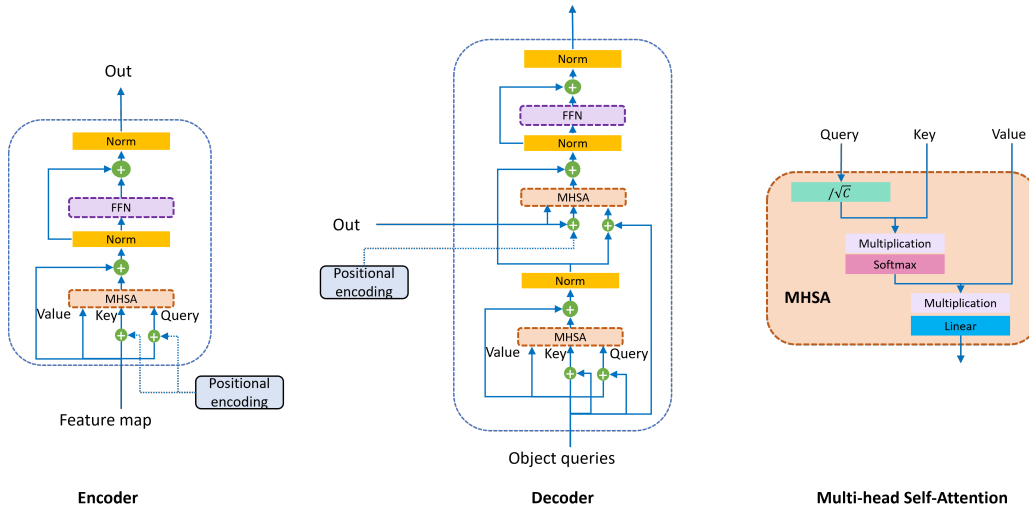 Out
Norm
FFN
Norm
MHSA
Value
Key
Query
Positional
encoding
Feature map
Encoder
Norm
FFN
Norm
MHSA
Out
Positional
encoding
Norm
MHSA
Value
Key
Query
Object queries
Decoder
Query
Key
Value
/√C
Multiplication
Softmax
MHSA
Multiplication
Linear
Multi-head Self-Attention